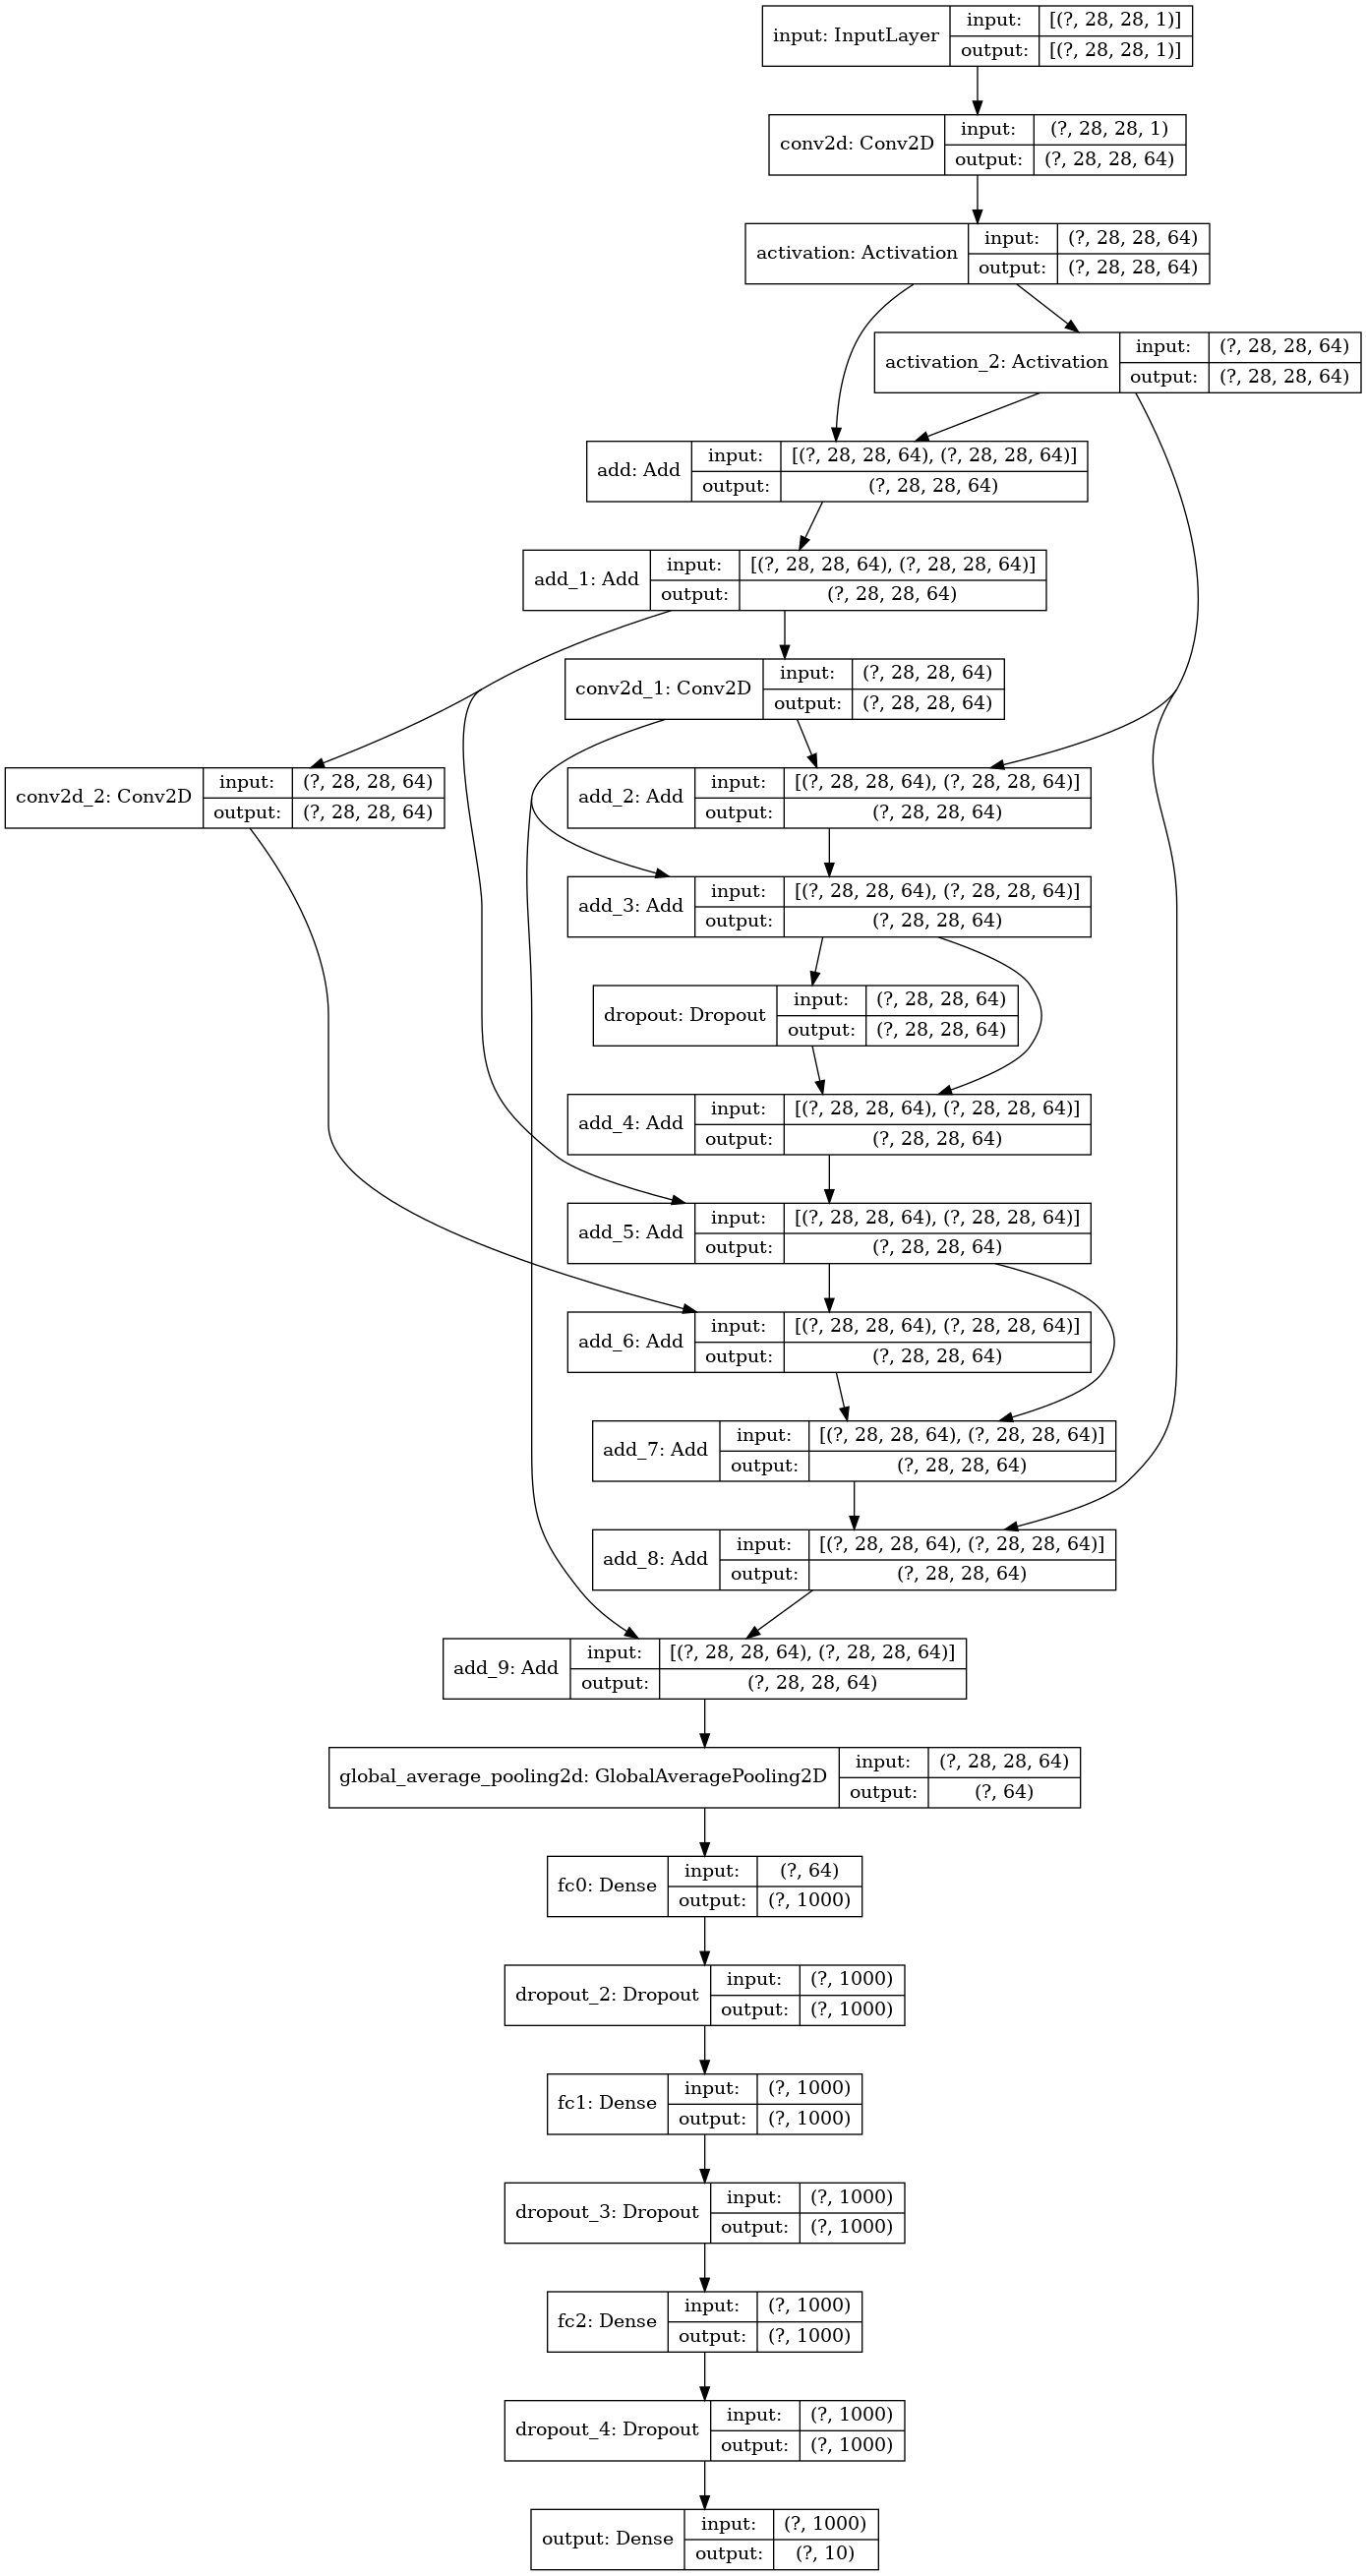 input: InputLayer
input: [(?, 28, 28, 1)]
output: [(?, 28, 28, 1)]
conv2d: Conv2D
input: (?, 28, 28, 1)
output: (?, 28, 28, 64)
activation: Activation
input: (?, 28, 28, 64)
output: (?, 28, 28, 64)
activation_2: Activation
input: (?, 28, 28, 64)
output: (?, 28, 28, 64)
add: Add
input: [(?, 28, 28, 64), (?, 28, 28, 64)]
output: (?, 28, 28, 64)
add_1: Add
input: [(?, 28, 28, 64), (?, 28, 28, 64)]
output: (?, 28, 28, 64)
conv2d_1: Conv2D
input: (?, 28, 28, 64)
output: (?, 28, 28, 64)
conv2d_2: Conv2D
input: (?, 28, 28, 64)
output: (?, 28, 28, 64)
add_2: Add
input: [(?, 28, 28, 64), (?, 28, 28, 64)]
output: (?, 28, 28, 64)
add_3: Add
input: [(?, 28, 28, 64), (?, 28, 28, 64)]
output: (?, 28, 28, 64)
dropout: Dropout
input: (?, 28, 28, 64)
output: (?, 28, 28, 64)
add_4: Add
input: [(?, 28, 28, 64), (?, 28, 28, 64)]
output: (?, 28, 28, 64)
add_5: Add
input: [(?, 28, 28, 64), (?, 28, 28, 64)]
output: (?, 28, 28, 64)
add_6: Add
input: [(?, 28, 28, 64), (?, 28, 28, 64)]
output: (?, 28, 28, 64)
add_7: Add
input: [(?, 28, 28, 64), (?, 28, 28, 64)]
output: (?, 28, 28, 64)
add_8: Add
input: [(?, 28, 28, 64), (?, 28, 28, 64)]
output: (?, 28, 28, 64)
add_9: Add
input: [(?, 28, 28, 64), (?, 28, 28, 64)]
output: (?, 28, 28, 64)
global_average_pooling2d: GlobalAveragePooling2D
input: (?, 28, 28, 64)
output: (?, 64)
fc0: Dense
input: (?, 64)
output: (?, 1000)
dropout_2: Dropout
input: (?, 1000)
output: (?, 1000)
fc1: Dense
input: (?, 1000)
output: (?, 1000)
dropout_3: Dropout
input: (?, 1000)
output: (?, 1000)
fc2: Dense
input: (?, 1000)
output: (?, 1000)
dropout_4: Dropout
input: (?, 1000)
output: (?, 1000)
output: Dense
input: (?, 1000)
output: (?, 10)